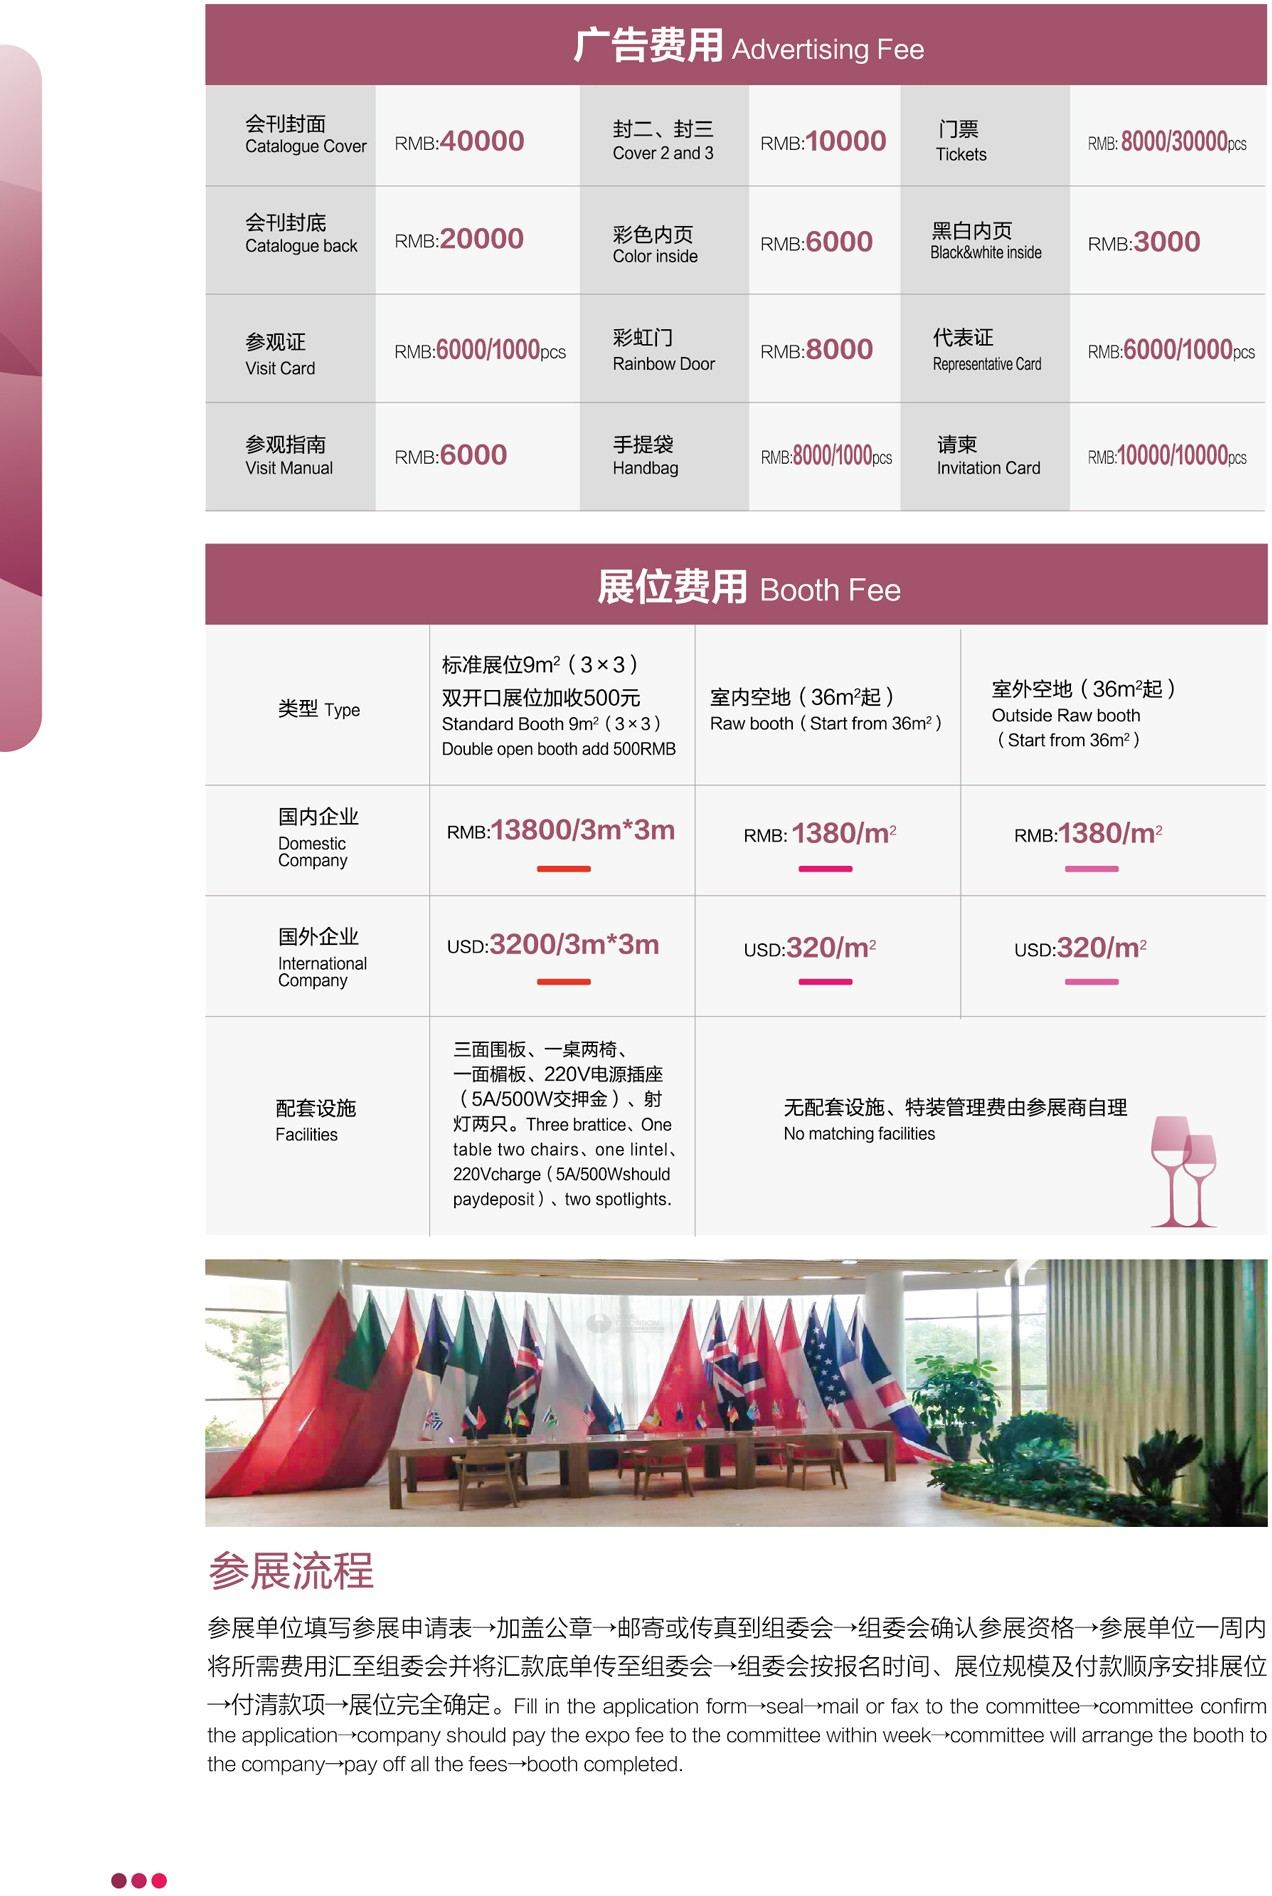 广告费用 Advertising Fee
会刊封面
Catalogue Cover
RMB:40000
封二、封三
Cover 2 and 3
RMB:10000
门票
Tickets
RMB: 8000/30000pcs
会刊封底
Catalogue back
RMB:20000
彩色内页
Color inside
RMB:6000
黑白内页
Black&white inside
RMB:3000
参观证
Visit Card
RMB:6000/1000pcs
彩虹门
Rainbow Door
RMB:8000
代表证
Representative Card
RMB:6000/1000pcs
参观指南
Visit Manual
RMB:6000
手提袋
Handbag
RMB:8000/1000pcs
请柬
Invitation Card
RMB:10000/10000pcs
展位费用 Booth Fee
类型 Type
标准展位9m²（3×3）
双开口展位加收500元
Standard Booth 9m²（3×3）
Double open booth add 500RMB
室内空地（36m²起）
Raw booth（Start from 36m²）
室外空地（36m²起）
Outside Raw booth
（Start from 36m²）
国内企业
Domestic
Company
RMB:13800/3m*3m
RMB: 1380/m²
RMB:1380/m²
国外企业
International
Company
USD:3200/3m*3m
USD:320/m²
USD:320/m²
配套设施
Facilities
三面围板、一桌两椅、
一面楣板、220V电源插座
（5A/500W交押金）、射
灯两只。Three brattice、One
table two chairs、one lintel、
220Vcharge（5A/500Wshould
paydeposit）、two spotlights.
无配套设施、特装管理费由参展商自理
No matching facilities
参展流程
参展单位填写参展申请表→加盖公章→邮寄或传真到组委会→组委会确认参展资格→参展单位一周内
将所需费用汇至组委会并将汇款底单传至组委会→组委会按报名时间、展位规模及付款顺序安排展位
→付清款项→展位完全确定。Fill in the application form→seal→mail or fax to the committee→committee confirm
the application→company should pay the expo fee to the committee within week→committee will arrange the booth to
the company→pay off all the fees→booth completed.